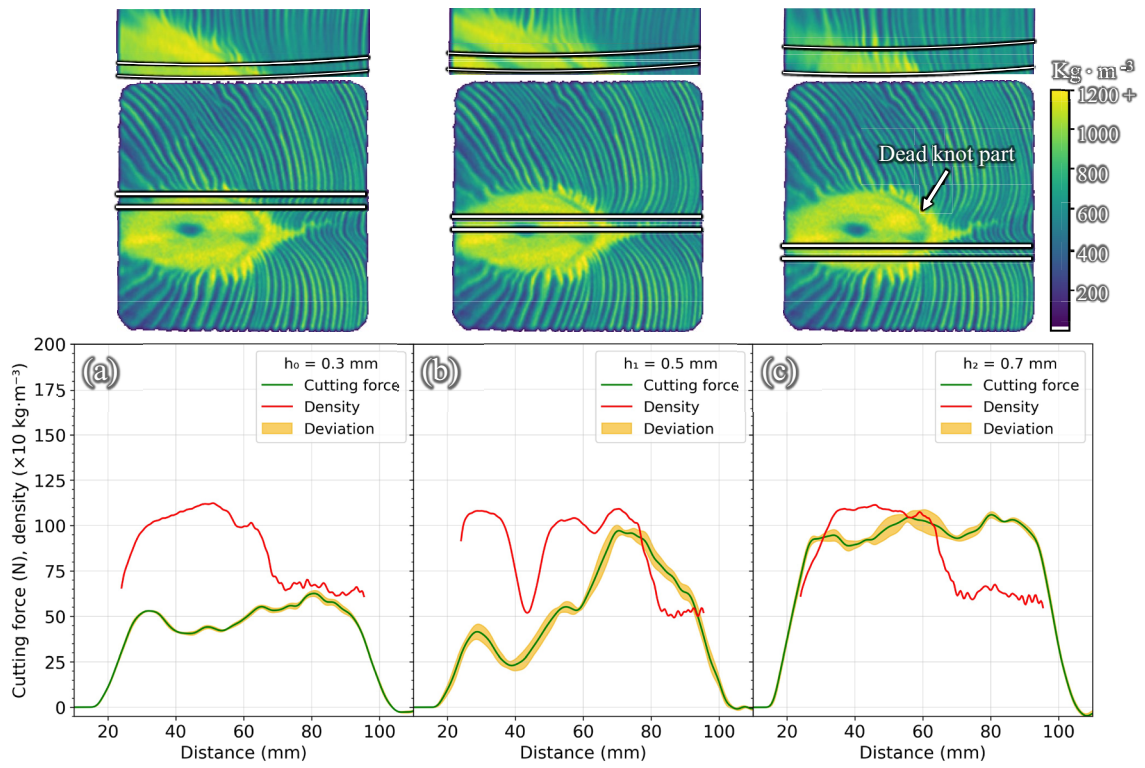 Kg · m⁻³
1200 +
1000
800
600
400
200
Dead knot part
Cutting force (N), density (×10 kg·m⁻³)
200
175
150
125
100
75
50
25
0
(a)
h₀ = 0.3 mm
Cutting force
Density
Deviation
20 40 60 80 100
Distance (mm)
(b)
h₁ = 0.5 mm
Cutting force
Density
Deviation
20 40 60 80 100
Distance (mm)
(c)
h₂ = 0.7 mm
Cutting force
Density
Deviation
20 40 60 80 100
Distance (mm)